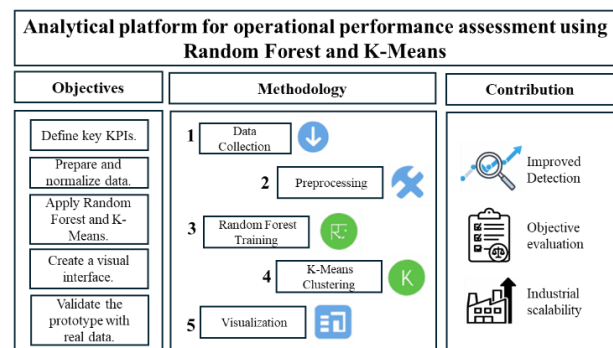 Analytical platform for operational performance assessment using
Random Forest and K-Means
Objectives
Define key KPIs.
Prepare and
normalize data.
Apply Random
Forest and K-
Means.
Create a visual
interface.
Validate the
prototype with
real data.
Methodology
1
Data
Collection
2
Preprocessing
3
Random Forest
Training
4
K-Means
Clustering
K
5
Visualization
Contribution
Improved
Detection
Objective
evaluation
Industrial
scalability